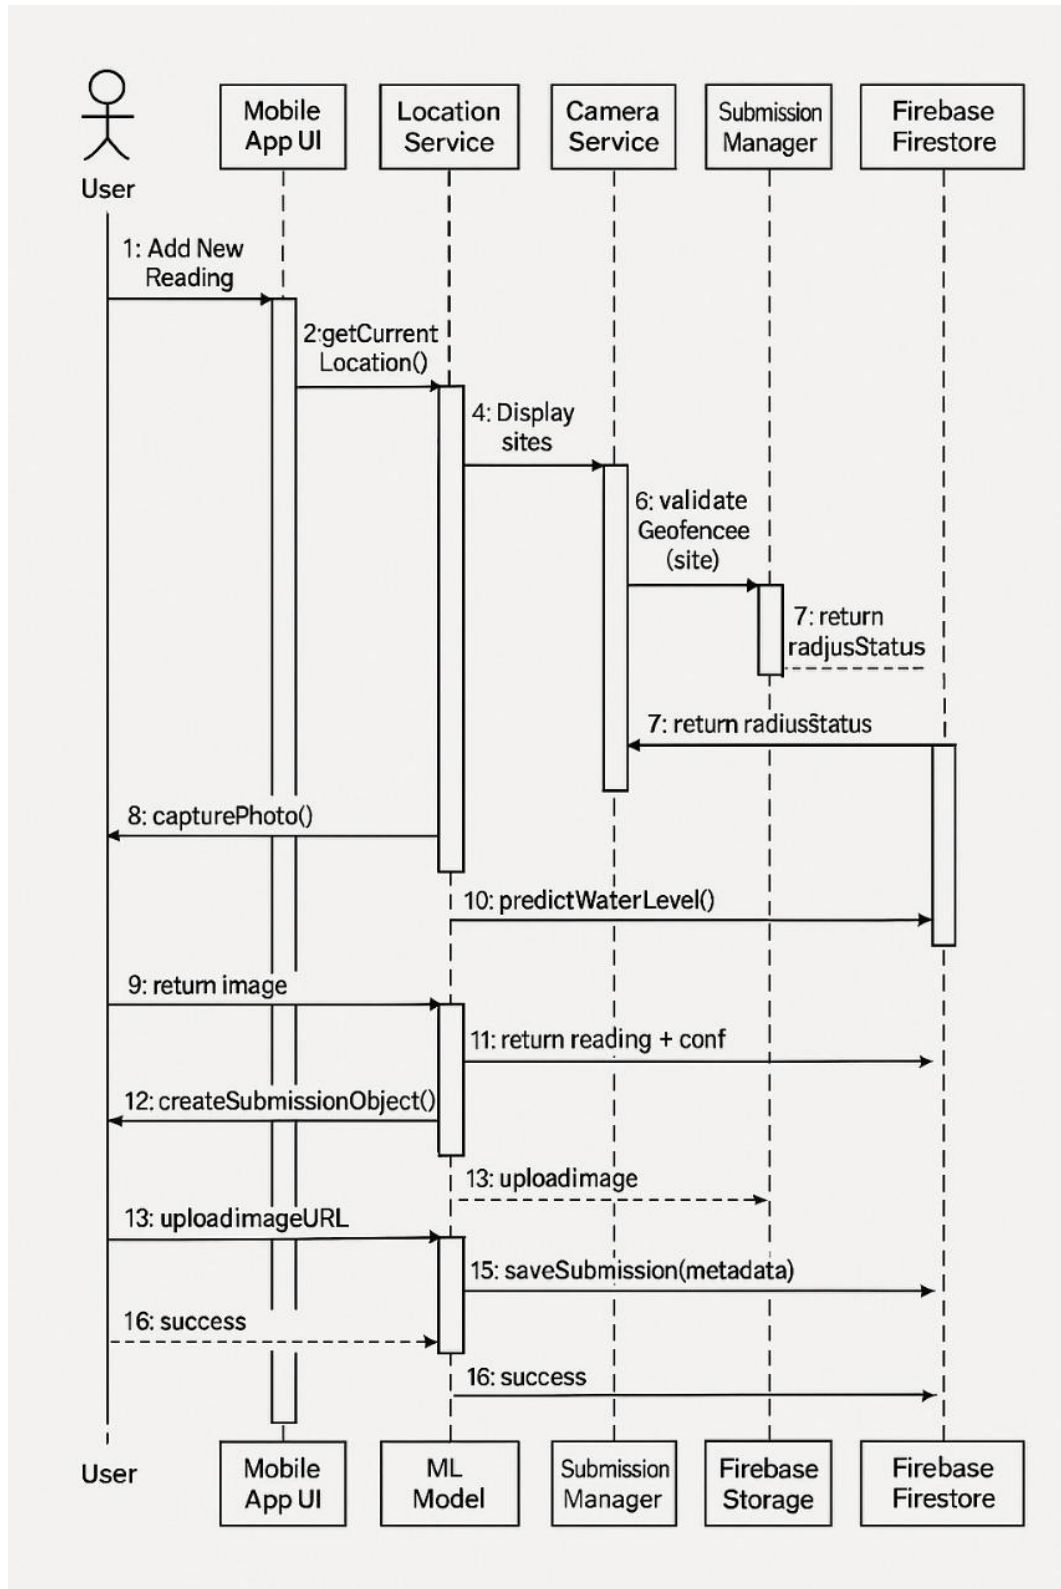 User
Mobile
App UI
Location
Service
Camera
Service
Submission
Manager
Firebase
Firestore
1: Add New
Reading
2:getCurrent
Location()
4: Display
sites
6: validate
Geofencee
(site)
7: return
radjusStatus
7: return radiusStatus
8: capturePhoto()
10: predictWaterLevel()
9: return image
11: return reading + conf
12: createSubmissionObject()
13: uploadimage
13: uploadimageURL
15: saveSubmission(metadata)
16: success
16: success
User
Mobile
App UI
ML
Model
Submission
Manager
Firebase
Storage
Firebase
Firestore